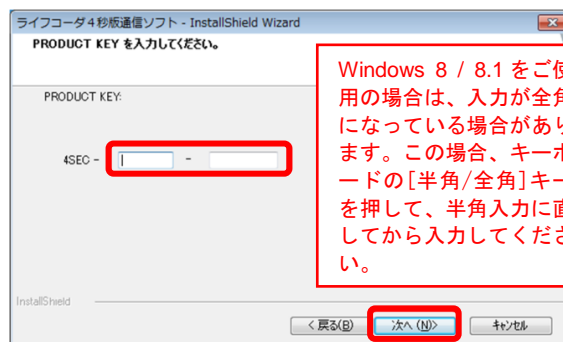 ライフコーダ4秒版通信ソフト - InstallShield Wizard
PRODUCT KEY を入力してください。
Windows 8 / 8.1 をご使
用の場合は、入力が全角
になっている場合があり
ます。この場合、キーボ
ードの[半角/全角]キー
を押して、半角入力に直
してから入力してくださ
い。
PRODUCT KEY:
4SEC - -
InstallShield
< 戻る(B) 次へ (N)> キャンセル